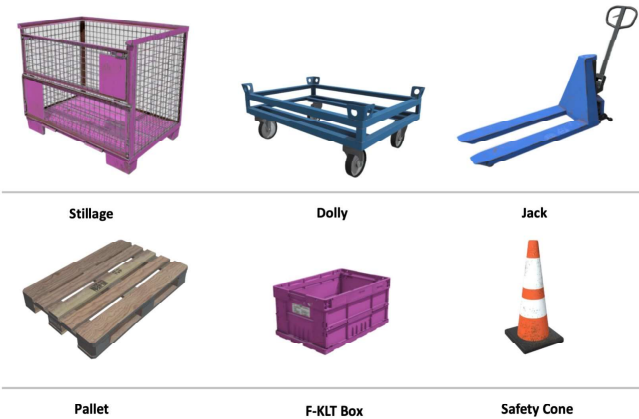 Stillage
Dolly
Jack
Pallet
F-KLT Box
Safety Cone